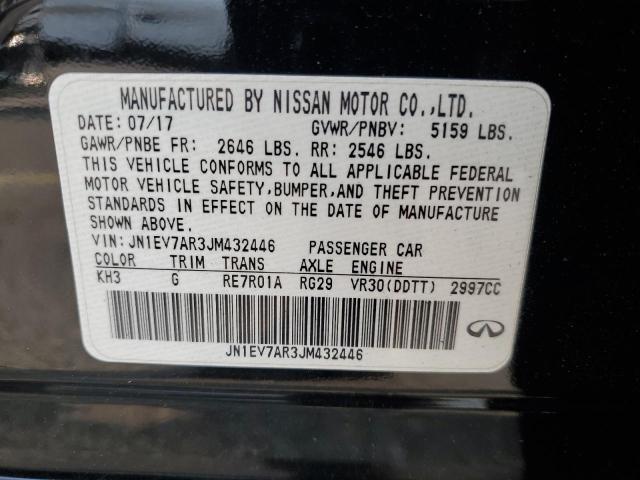 MANUFACTURED BY NISSAN MOTOR CO.,LTD.
DATE: 07/17 GVWR/PNBV: 5159 LBS.
GAWR/PNBE FR: 2646 LBS. RR: 2546 LBS.
THIS VEHICLE CONFORMS TO ALL APPLICABLE FEDERAL
MOTOR VEHICLE SAFETY,BUMPER,AND THEFT PREVENTION
STANDARDS IN EFFECT ON THE DATE OF MANUFACTURE
SHOWN ABOVE.
VIN: JN1EV7AR3JM432446 PASSENGER CAR
COLOR TRIM TRANS AXLE ENGINE
KH3 G RE7R01A RG29 VR30(DDTT) 2997CC
JN1EV7AR3JM432446